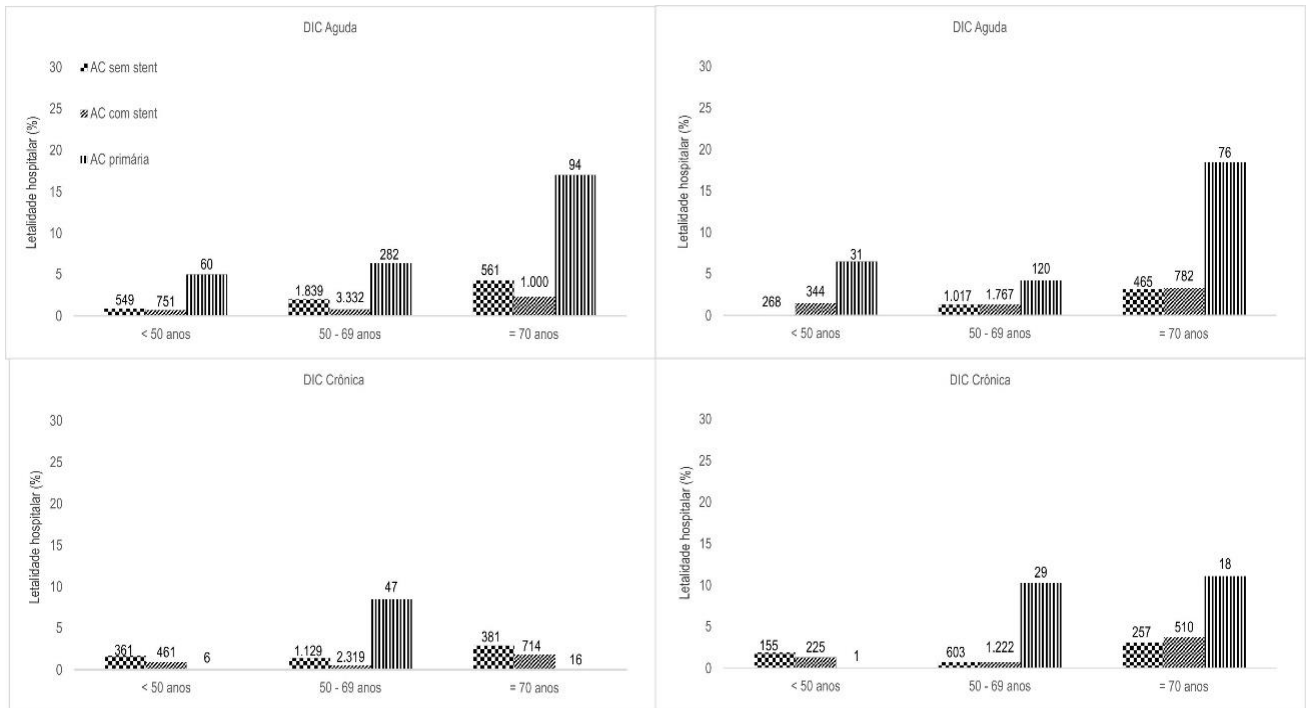 DIC Aguda
Letalidade hospitalar (%)
30
25
20
15
10
5
0
AC sem stent
AC com stent
AC primária
549
751
60
1.839
3.332
282
561
1.000
94
< 50 anos
50 - 69 anos
= 70 anos
DIC Aguda
Letalidade hospitalar (%)
30
25
20
15
10
5
0
268
344
31
1.017
1.767
120
465
782
76
< 50 anos
50 - 69 anos
= 70 anos
DIC Crônica
Letalidade hospitalar (%)
30
25
20
15
10
5
0
361
461
6
1.129
2.319
47
381
714
16
< 50 anos
50 - 69 anos
= 70 anos
DIC Crônica
Letalidade hospitalar (%)
30
25
20
15
10
5
0
155
225
1
603
1.222
29
257
510
18
< 50 anos
50 - 69 anos
= 70 anos